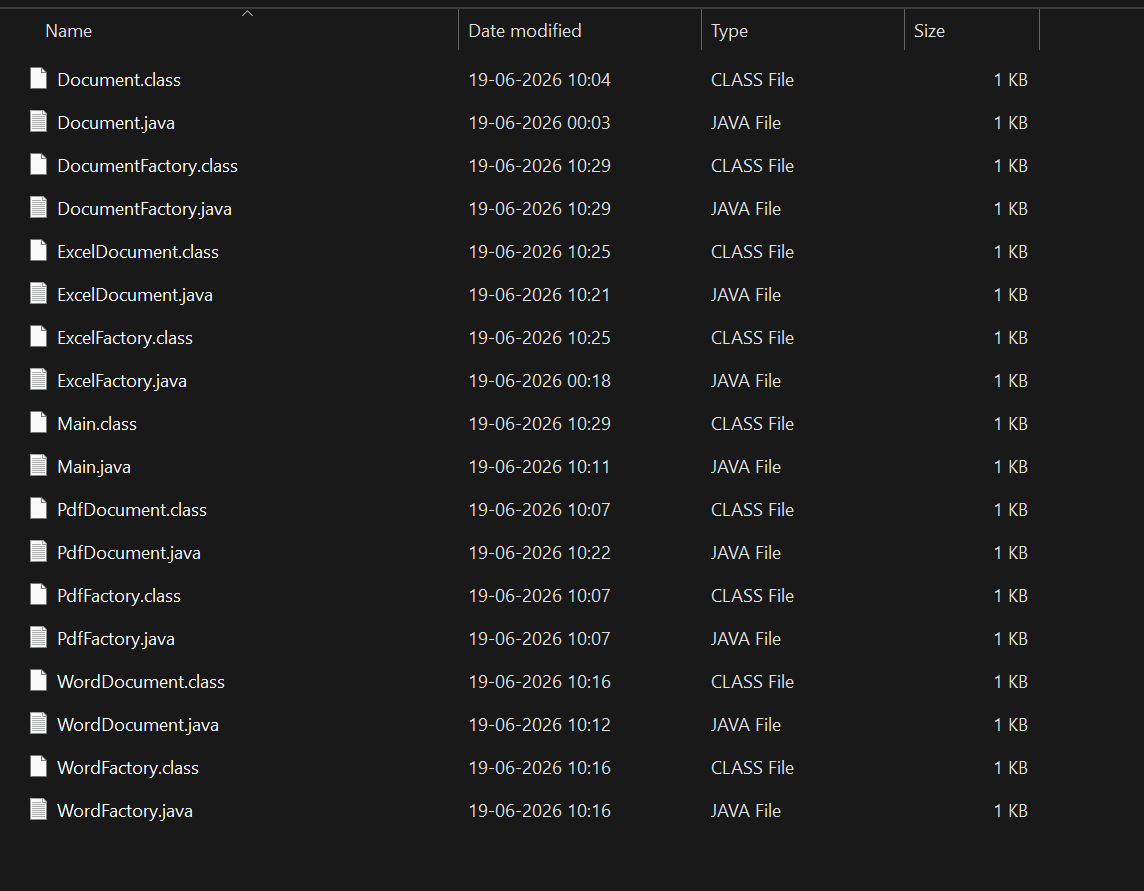 Name Date modified Type Size
Document.class 19-06-2026 10:04 CLASS File 1 KB
Document.java 19-06-2026 00:03 JAVA File 1 KB
DocumentFactory.class 19-06-2026 10:29 CLASS File 1 KB
DocumentFactory.java 19-06-2026 10:29 JAVA File 1 KB
ExcelDocument.class 19-06-2026 10:25 CLASS File 1 KB
ExcelDocument.java 19-06-2026 10:21 JAVA File 1 KB
ExcelFactory.class 19-06-2026 10:25 CLASS File 1 KB
ExcelFactory.java 19-06-2026 00:18 JAVA File 1 KB
Main.class 19-06-2026 10:29 CLASS File 1 KB
Main.java 19-06-2026 10:11 JAVA File 1 KB
PdfDocument.class 19-06-2026 10:07 CLASS File 1 KB
PdfDocument.java 19-06-2026 10:22 JAVA File 1 KB
PdfFactory.class 19-06-2026 10:07 CLASS File 1 KB
PdfFactory.java 19-06-2026 10:07 JAVA File 1 KB
WordDocument.class 19-06-2026 10:16 CLASS File 1 KB
WordDocument.java 19-06-2026 10:12 JAVA File 1 KB
WordFactory.class 19-06-2026 10:16 CLASS File 1 KB
WordFactory.java 19-06-2026 10:16 JAVA File 1 KB